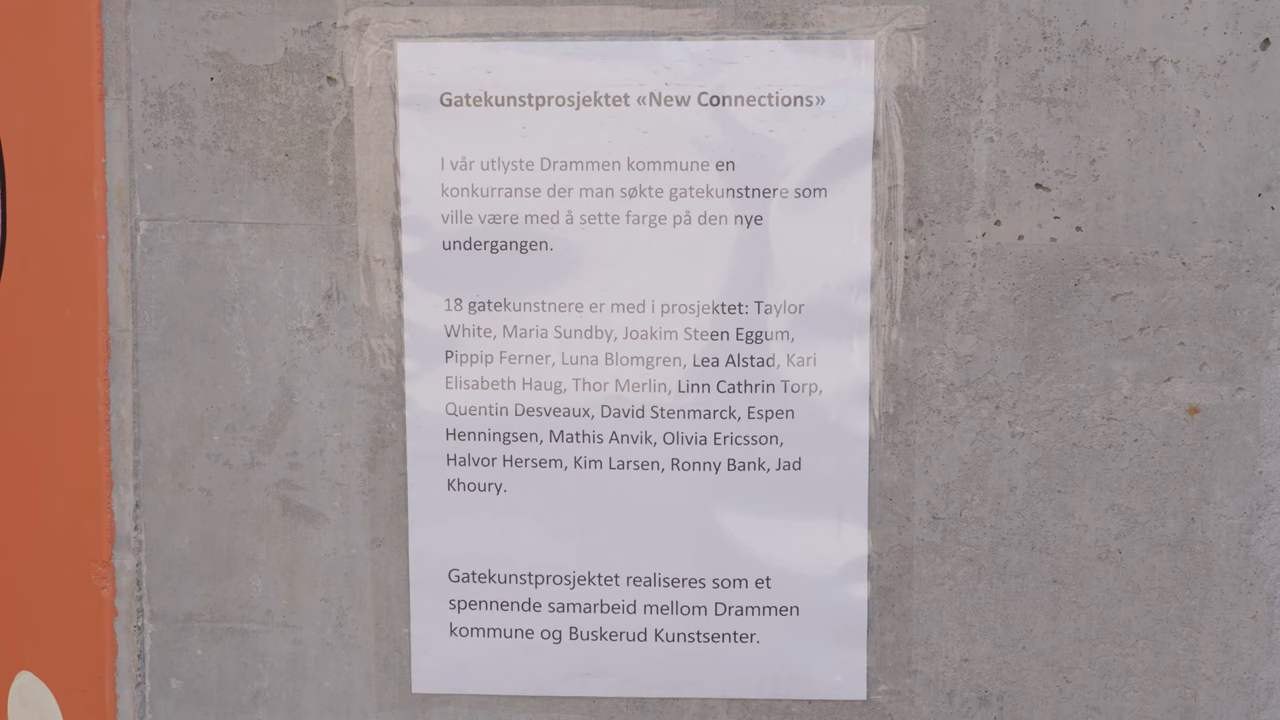 Gatekunstprosjektet «New Connections»
I vår utlyste Drammen kommune en
konkurranse der man søkte gatekunstnere som
ville være med å sette farge på den nye
undergangen.
18 gatekunstnere er med i prosjektet: Taylor
White, Maria Sundby, Joakim Steen Eggum,
Pippip Ferner, Luna Blomgren, Lea Alstad, Kari
Elisabeth Haug, Thor Merlin, Linn Cathrin Torp,
Quentin Desveaux, David Stenmarck, Espen
Henningsen, Mathis Anvik, Olivia Ericsson,
Halvor Hersem, Kim Larsen, Ronny Bank, Jad
Khoury.
Gatekunstprosjektet realiseres som et
spennende samarbeid mellom Drammen
kommune og Buskerud Kunstsenter.